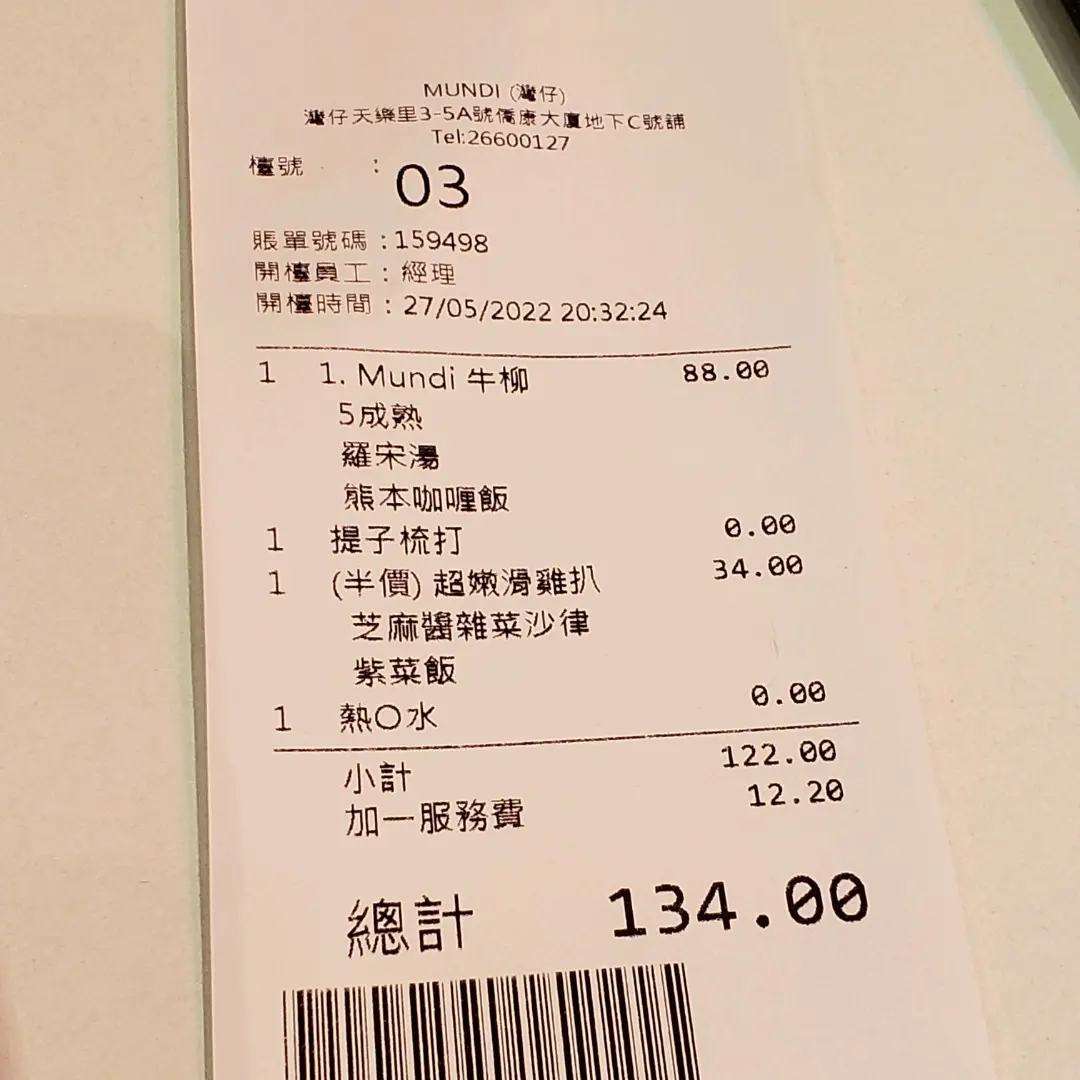 MUNDI (灣仔)
灣仔天樂里3-5A號僑康大廈地下C號舖
Tel:26600127
檯號 : 03
賬單號碼 : 159498
開檯員工 : 經理
開檯時間 : 27/05/2022 20:32:24
1 1. Mundi 牛柳 88.00
5成熟
羅宋湯
熊本咖喱飯
1 提子梳打 0.00
1 (半價) 超嫩滑雞扒 34.00
芝麻醬雜菜沙律
紫菜飯
1 熱〇水 0.00
小計 122.00
加一服務費 12.20
總計 134.00